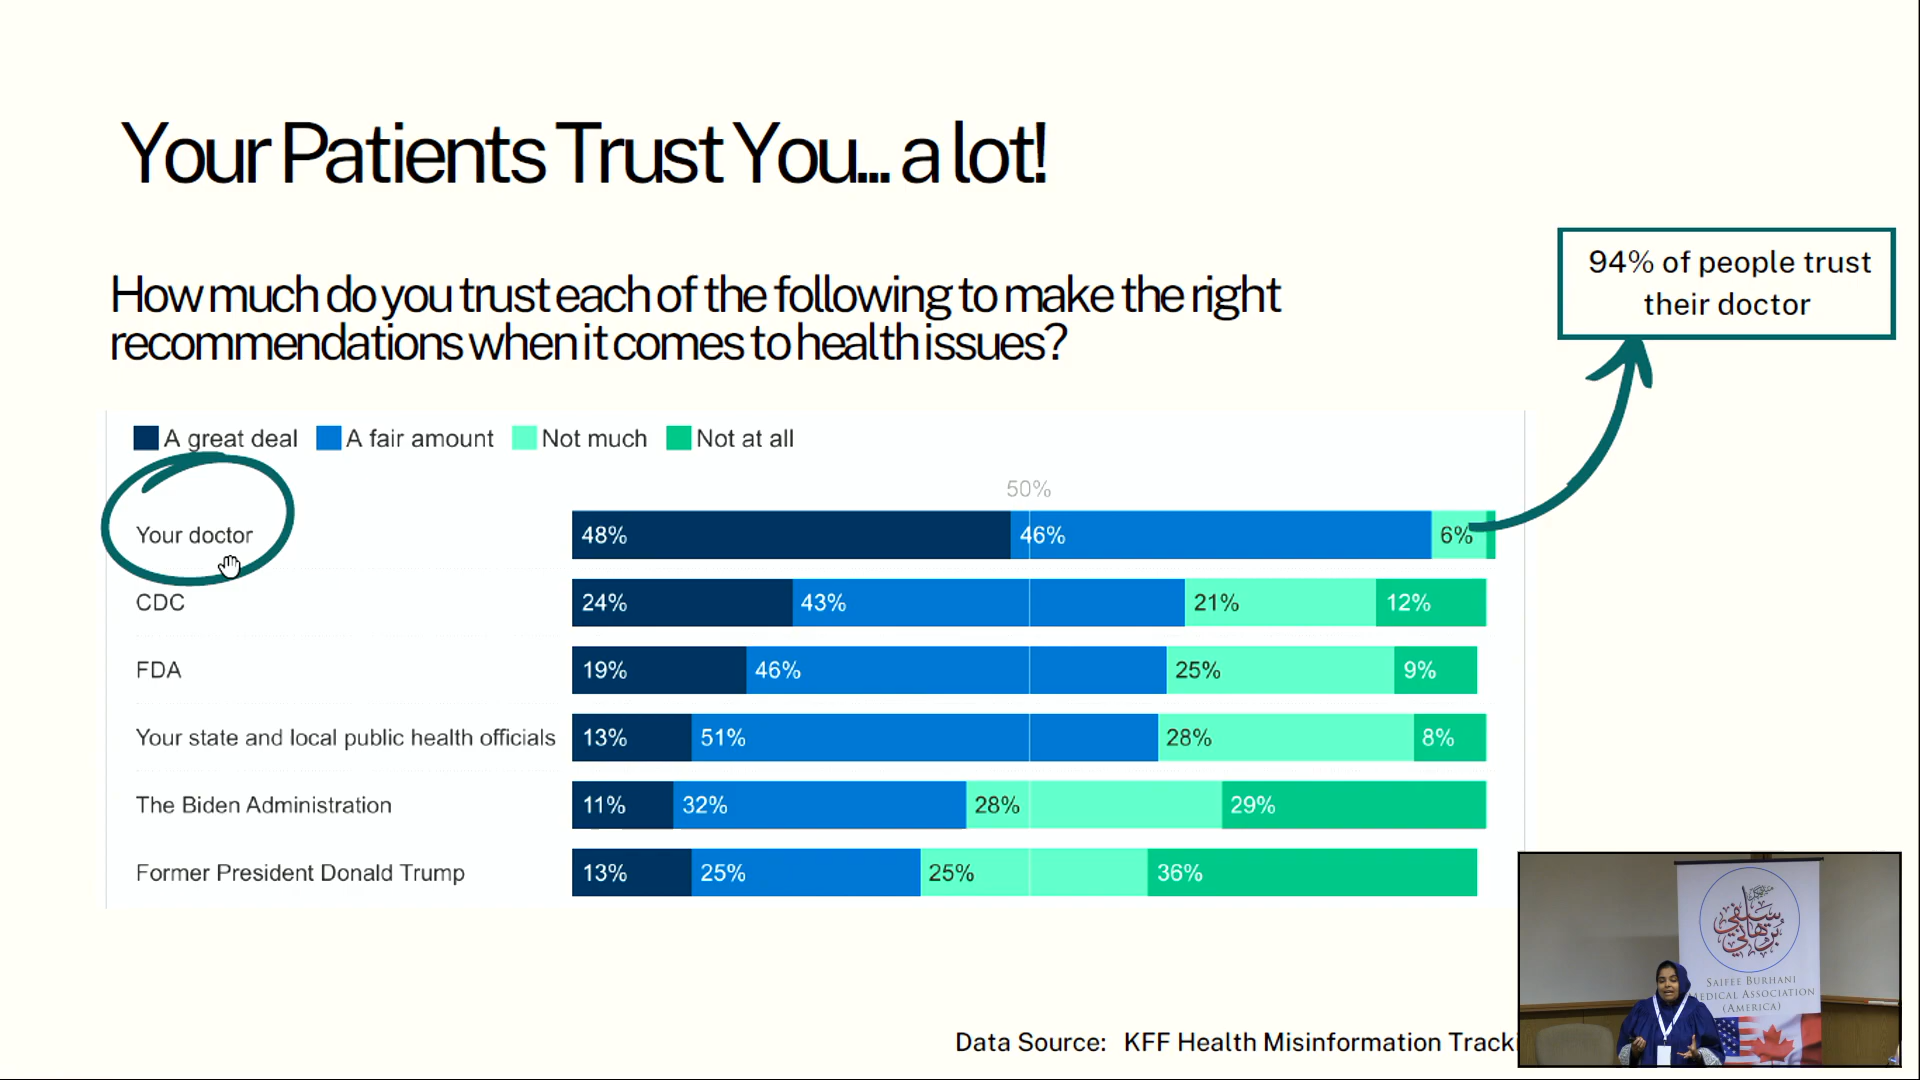 Your Patients Trust You... a lot!
How much do you trust each of the following to make the right
recommendations when it comes to health issues?
94% of people trust
their doctor
A great deal A fair amount Not much Not at all
50%
Your doctor 48% 46% 6%
CDC 24% 43% 21% 12%
FDA 19% 46% 25% 9%
Your state and local public health officials 13% 51% 28% 8%
The Biden Administration 11% 32% 28% 29%
Former President Donald Trump 13% 25% 25% 36%
Data Source: KFF Health Misinformation Tracki
سيفي
برهاني
SAIFEE BURHANI
MEDICAL ASSOCIATION
(AMERICA)